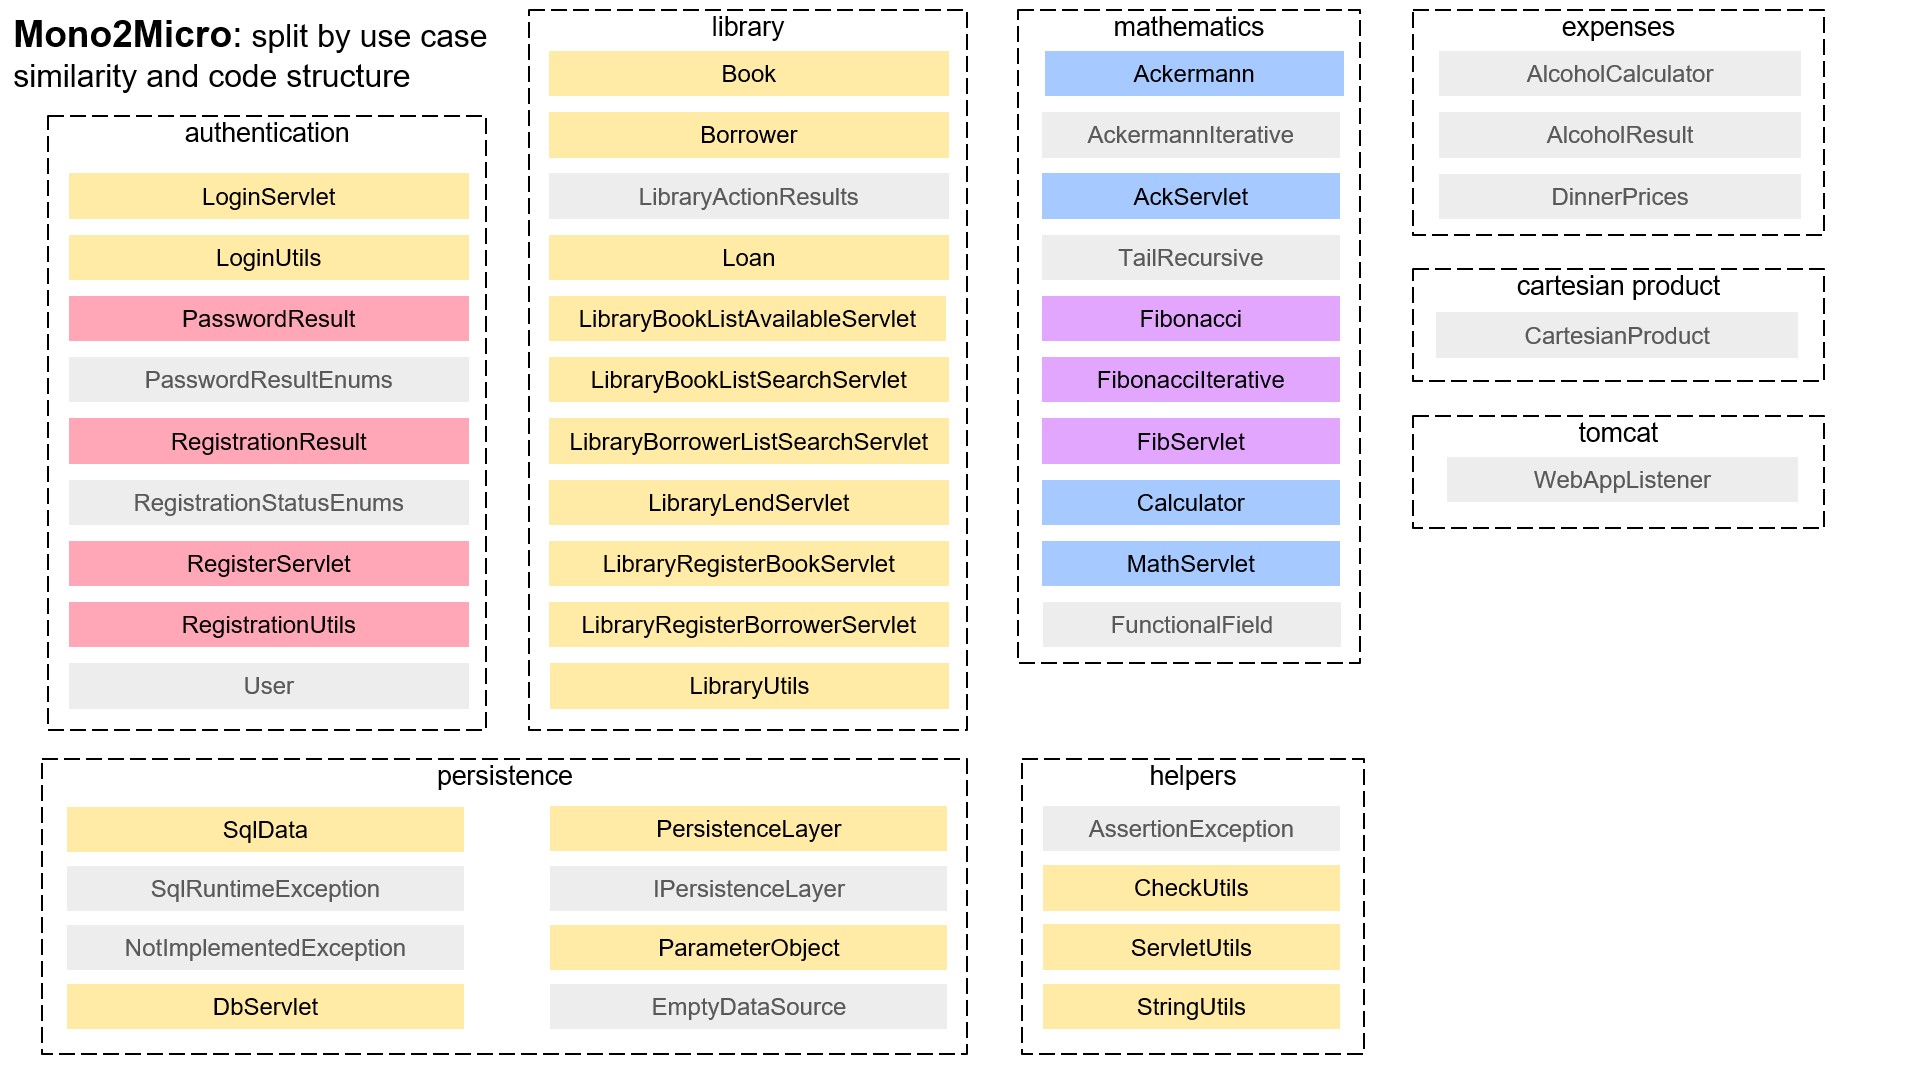 Mono2Micro: split by use case
similarity and code structure
authentication
LoginServlet
LoginUtils
PasswordResult
PasswordResultEnums
RegistrationResult
RegistrationStatusEnums
RegisterServlet
RegistrationUtils
User
library
Book
Borrower
LibraryActionResults
Loan
LibraryBookListAvailableServlet
LibraryBookListSearchServlet
LibraryBorrowerListSearchServlet
LibraryLendServlet
LibraryRegisterBookServlet
LibraryRegisterBorrowerServlet
LibraryUtils
mathematics
Ackermann
AckermannIterative
AckServlet
TailRecursive
Fibonacci
FibonacciIterative
FibServlet
Calculator
MathServlet
FunctionalField
expenses
AlcoholCalculator
AlcoholResult
DinnerPrices
cartesian product
CartesianProduct
tomcat
WebAppListener
persistence
SqlData
SqlRuntimeException
NotImplementedException
DbServlet
PersistenceLayer
IPersistenceLayer
ParameterObject
EmptyDataSource
helpers
AssertionException
CheckUtils
ServletUtils
StringUtils